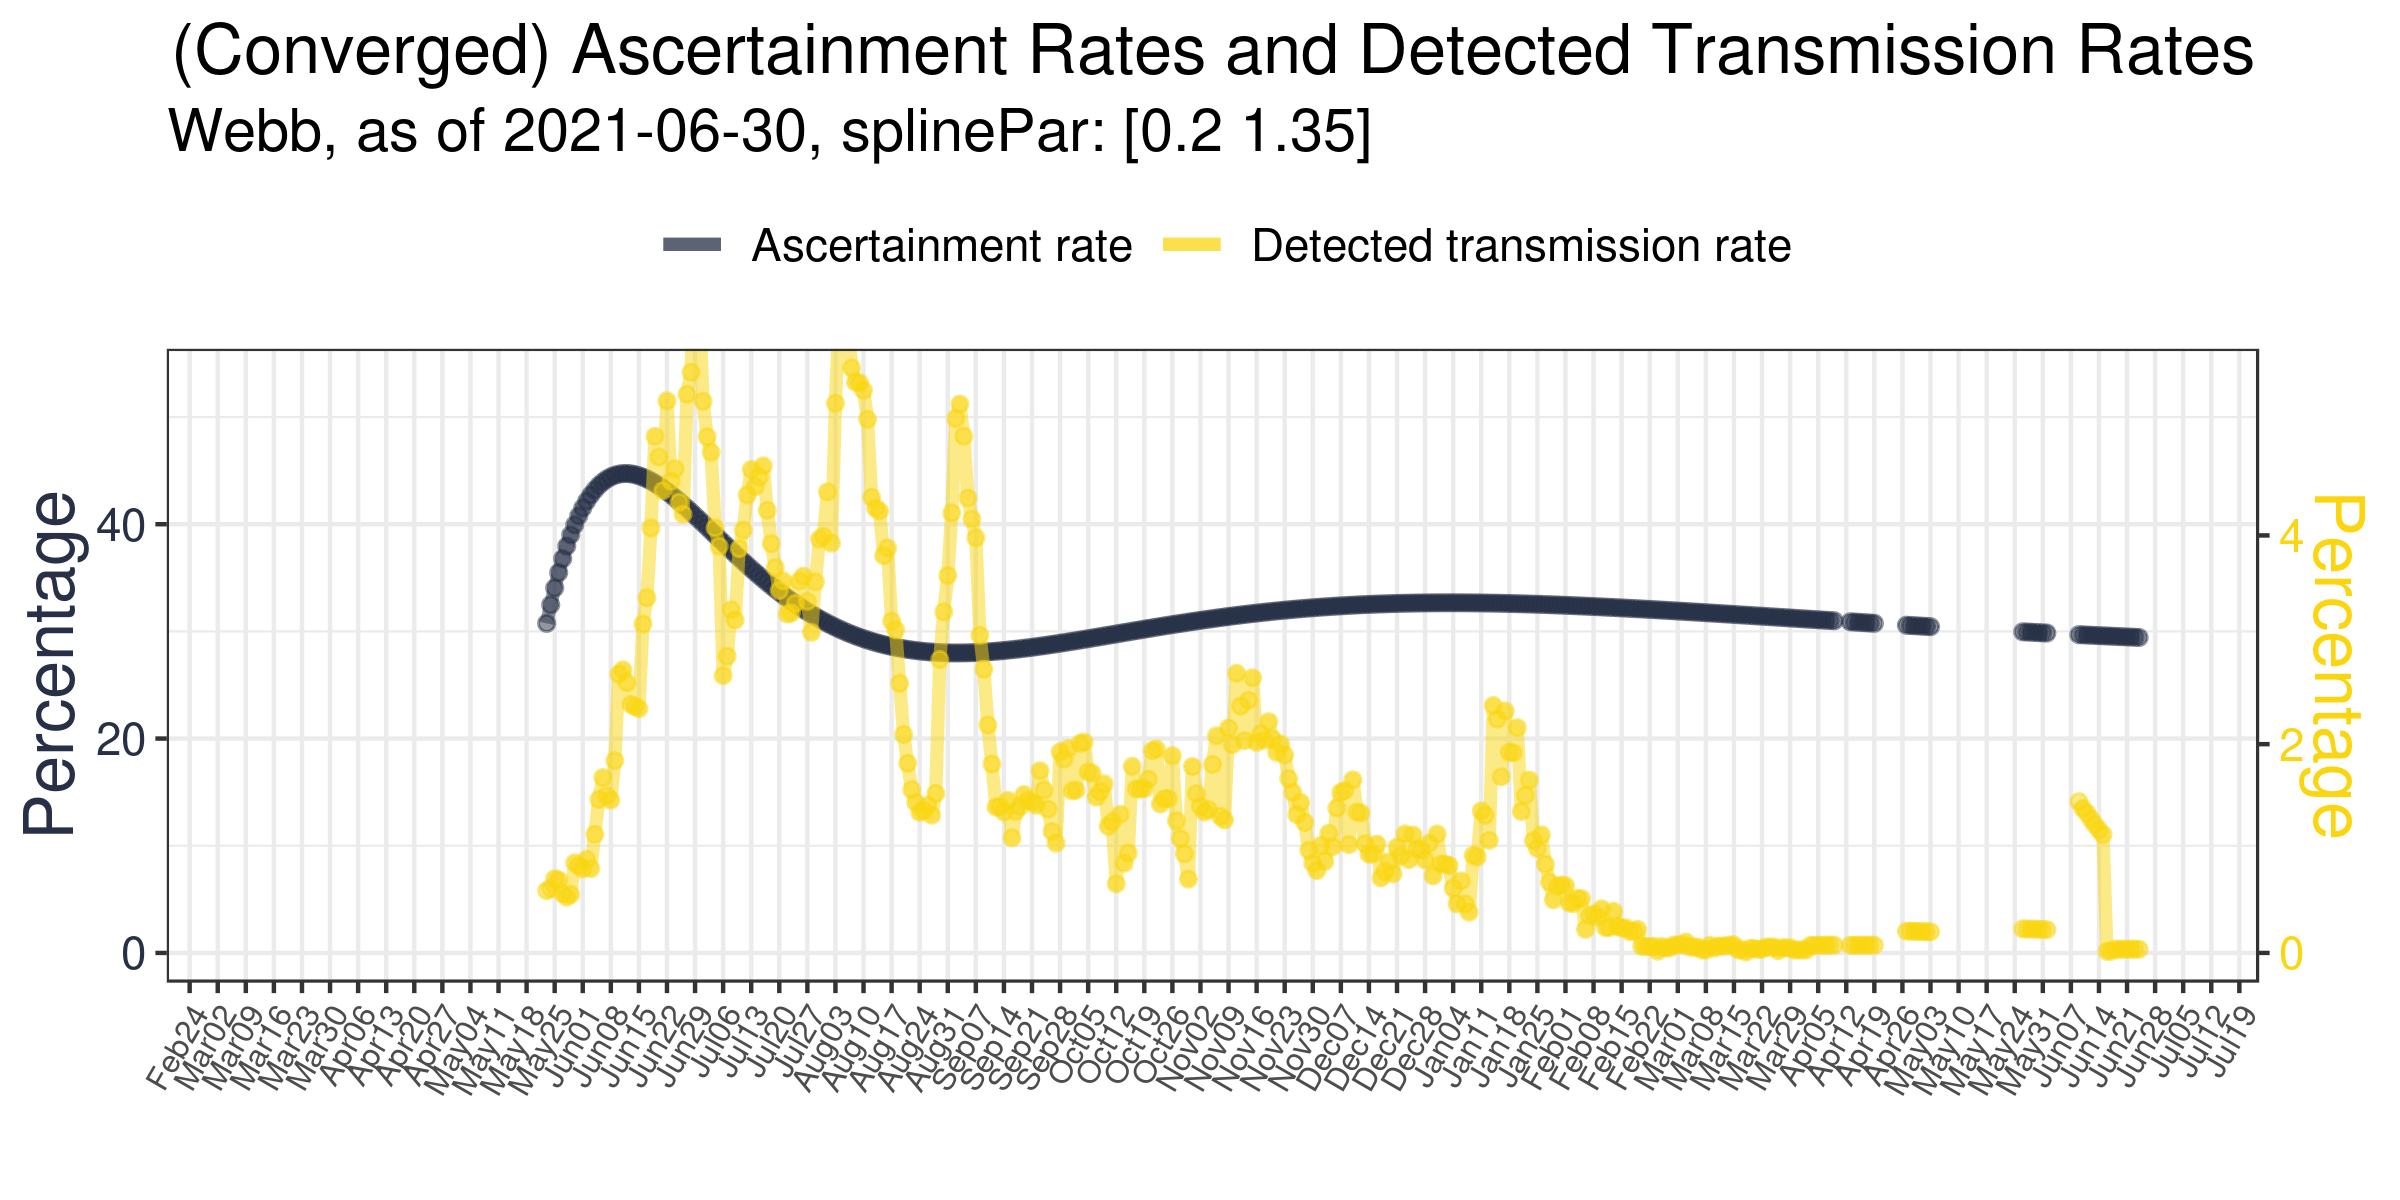 (Converged) Ascertainment Rates and Detected Transmission Rates
Webb, as of 2021-06-30, splinePar: [0.2 1.35]
Ascertainment rate
Detected transmission rate
Percentage
40
20
0
4
2
0
Percentage
Feb24
Mar02
Mar09
Mar16
Mar23
Mar30
Apr06
Apr13
Apr20
Apr27
May04
May11
May18
May25
Jun01
Jun08
Jun15
Jun22
Jun29
Jul06
Jul13
Jul20
Jul27
Aug03
Aug10
Aug17
Aug24
Aug31
Sep07
Sep14
Sep21
Sep28
Oct05
Oct12
Oct19
Oct26
Nov02
Nov09
Nov16
Nov23
Nov30
Dec07
Dec14
Dec21
Dec28
Jan04
Jan11
Jan18
Jan25
Feb01
Feb08
Feb15
Feb22
Mar01
Mar08
Mar15
Mar22
Mar29
Apr05
Apr12
Apr19
Apr26
May03
May10
May17
May24
May31
Jun07
Jun14
Jun21
Jun28
Jul05
Jul12
Jul19